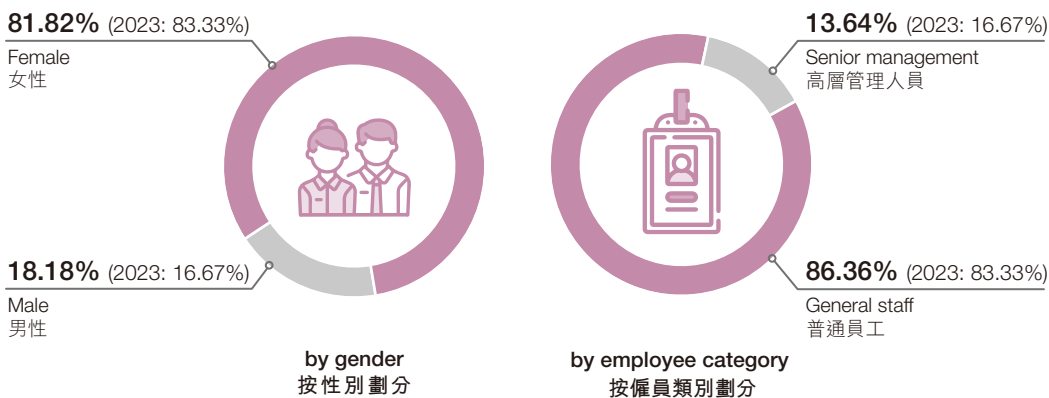 81.82% (2023: 83.33%)
Female
女性
18.18% (2023: 16.67%)
Male
男性
by gender
按性別劃分
13.64% (2023: 16.67%)
Senior management
高層管理人員
86.36% (2023: 83.33%)
General staff
普通員工
by employee category
按僱員類別劃分